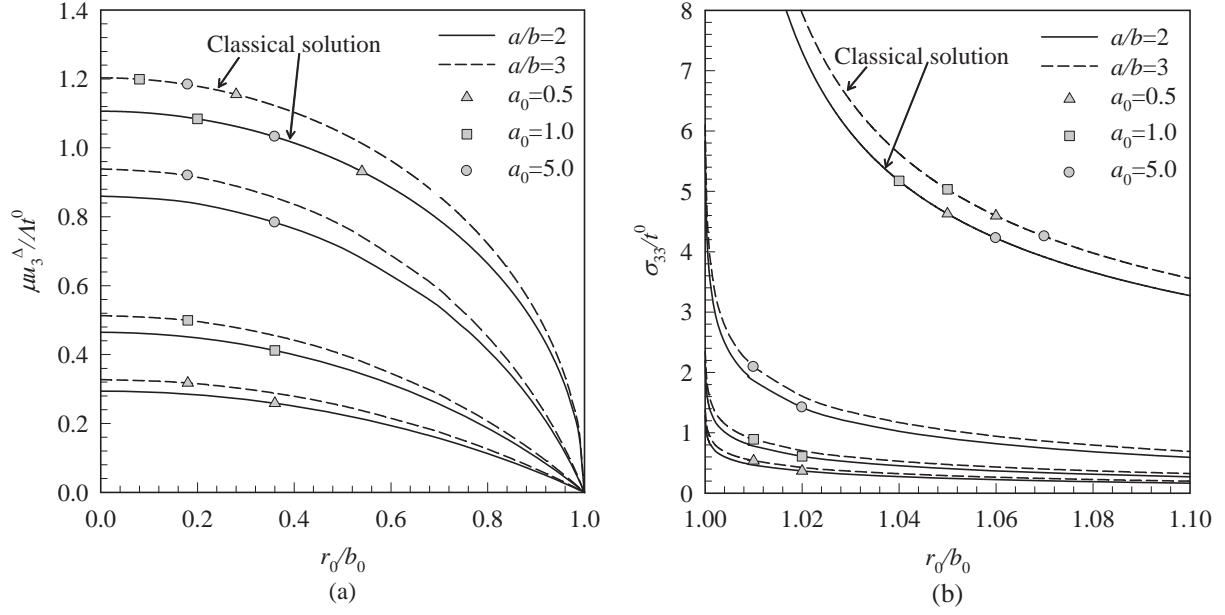 1.4
1.2
1.0
0.8
0.6
0.4
0.2
0.0
μu₃^Δ/Λt⁰
Classical solution
a/b=2
a/b=3
a₀=0.5
a₀=1.0
a₀=5.0
0.0 0.2 0.4 0.6 0.8 1.0
r₀/b₀
(a)
8
7
6
5
4
3
2
1
0
σ₃₃/t⁰
Classical solution
a/b=2
a/b=3
a₀=0.5
a₀=1.0
a₀=5.0
1.00 1.02 1.04 1.06 1.08 1.10
r₀/b₀
(b)